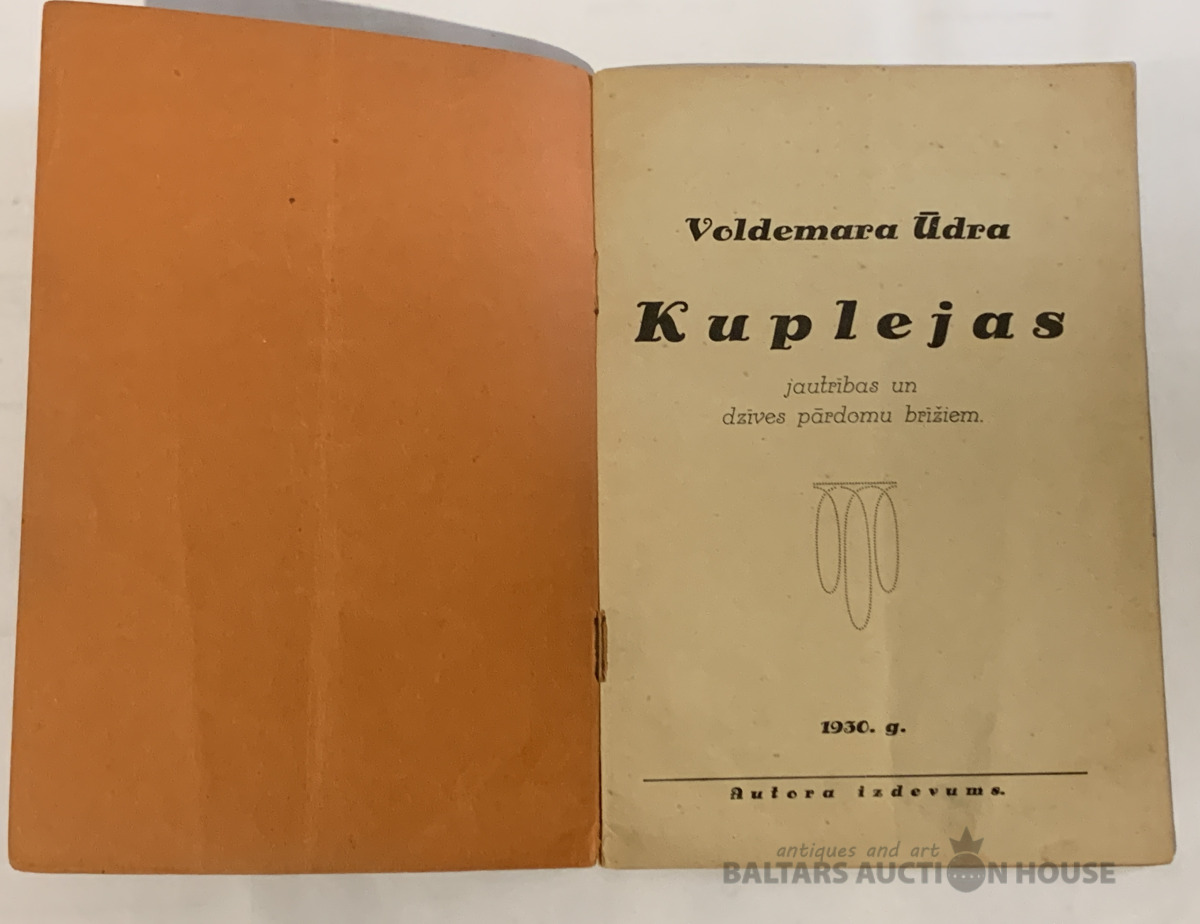 Voldemara Ūdra
Kuplejas
jautrības un
dzīves pārdomu brīžiem.
1930. g.
Autora izdevums.
antiques and art
BALTARS AUCTION HOUSE